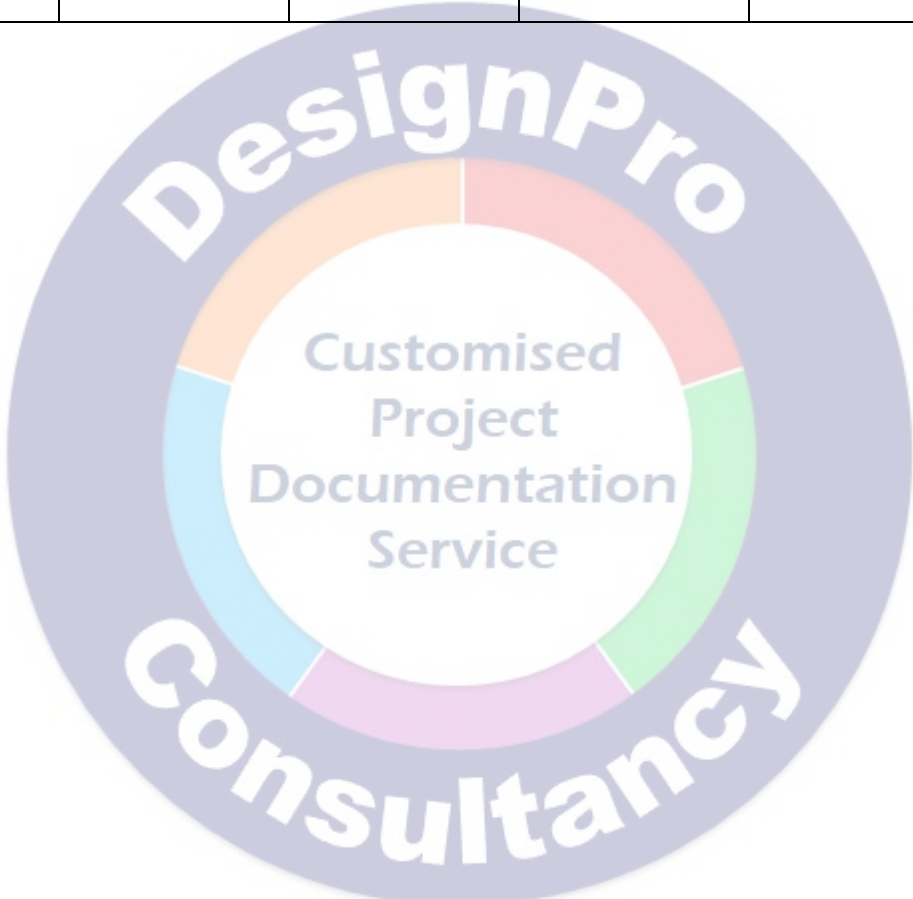 DesignPro
Customised
Project
Documentation
Service
Consultancy